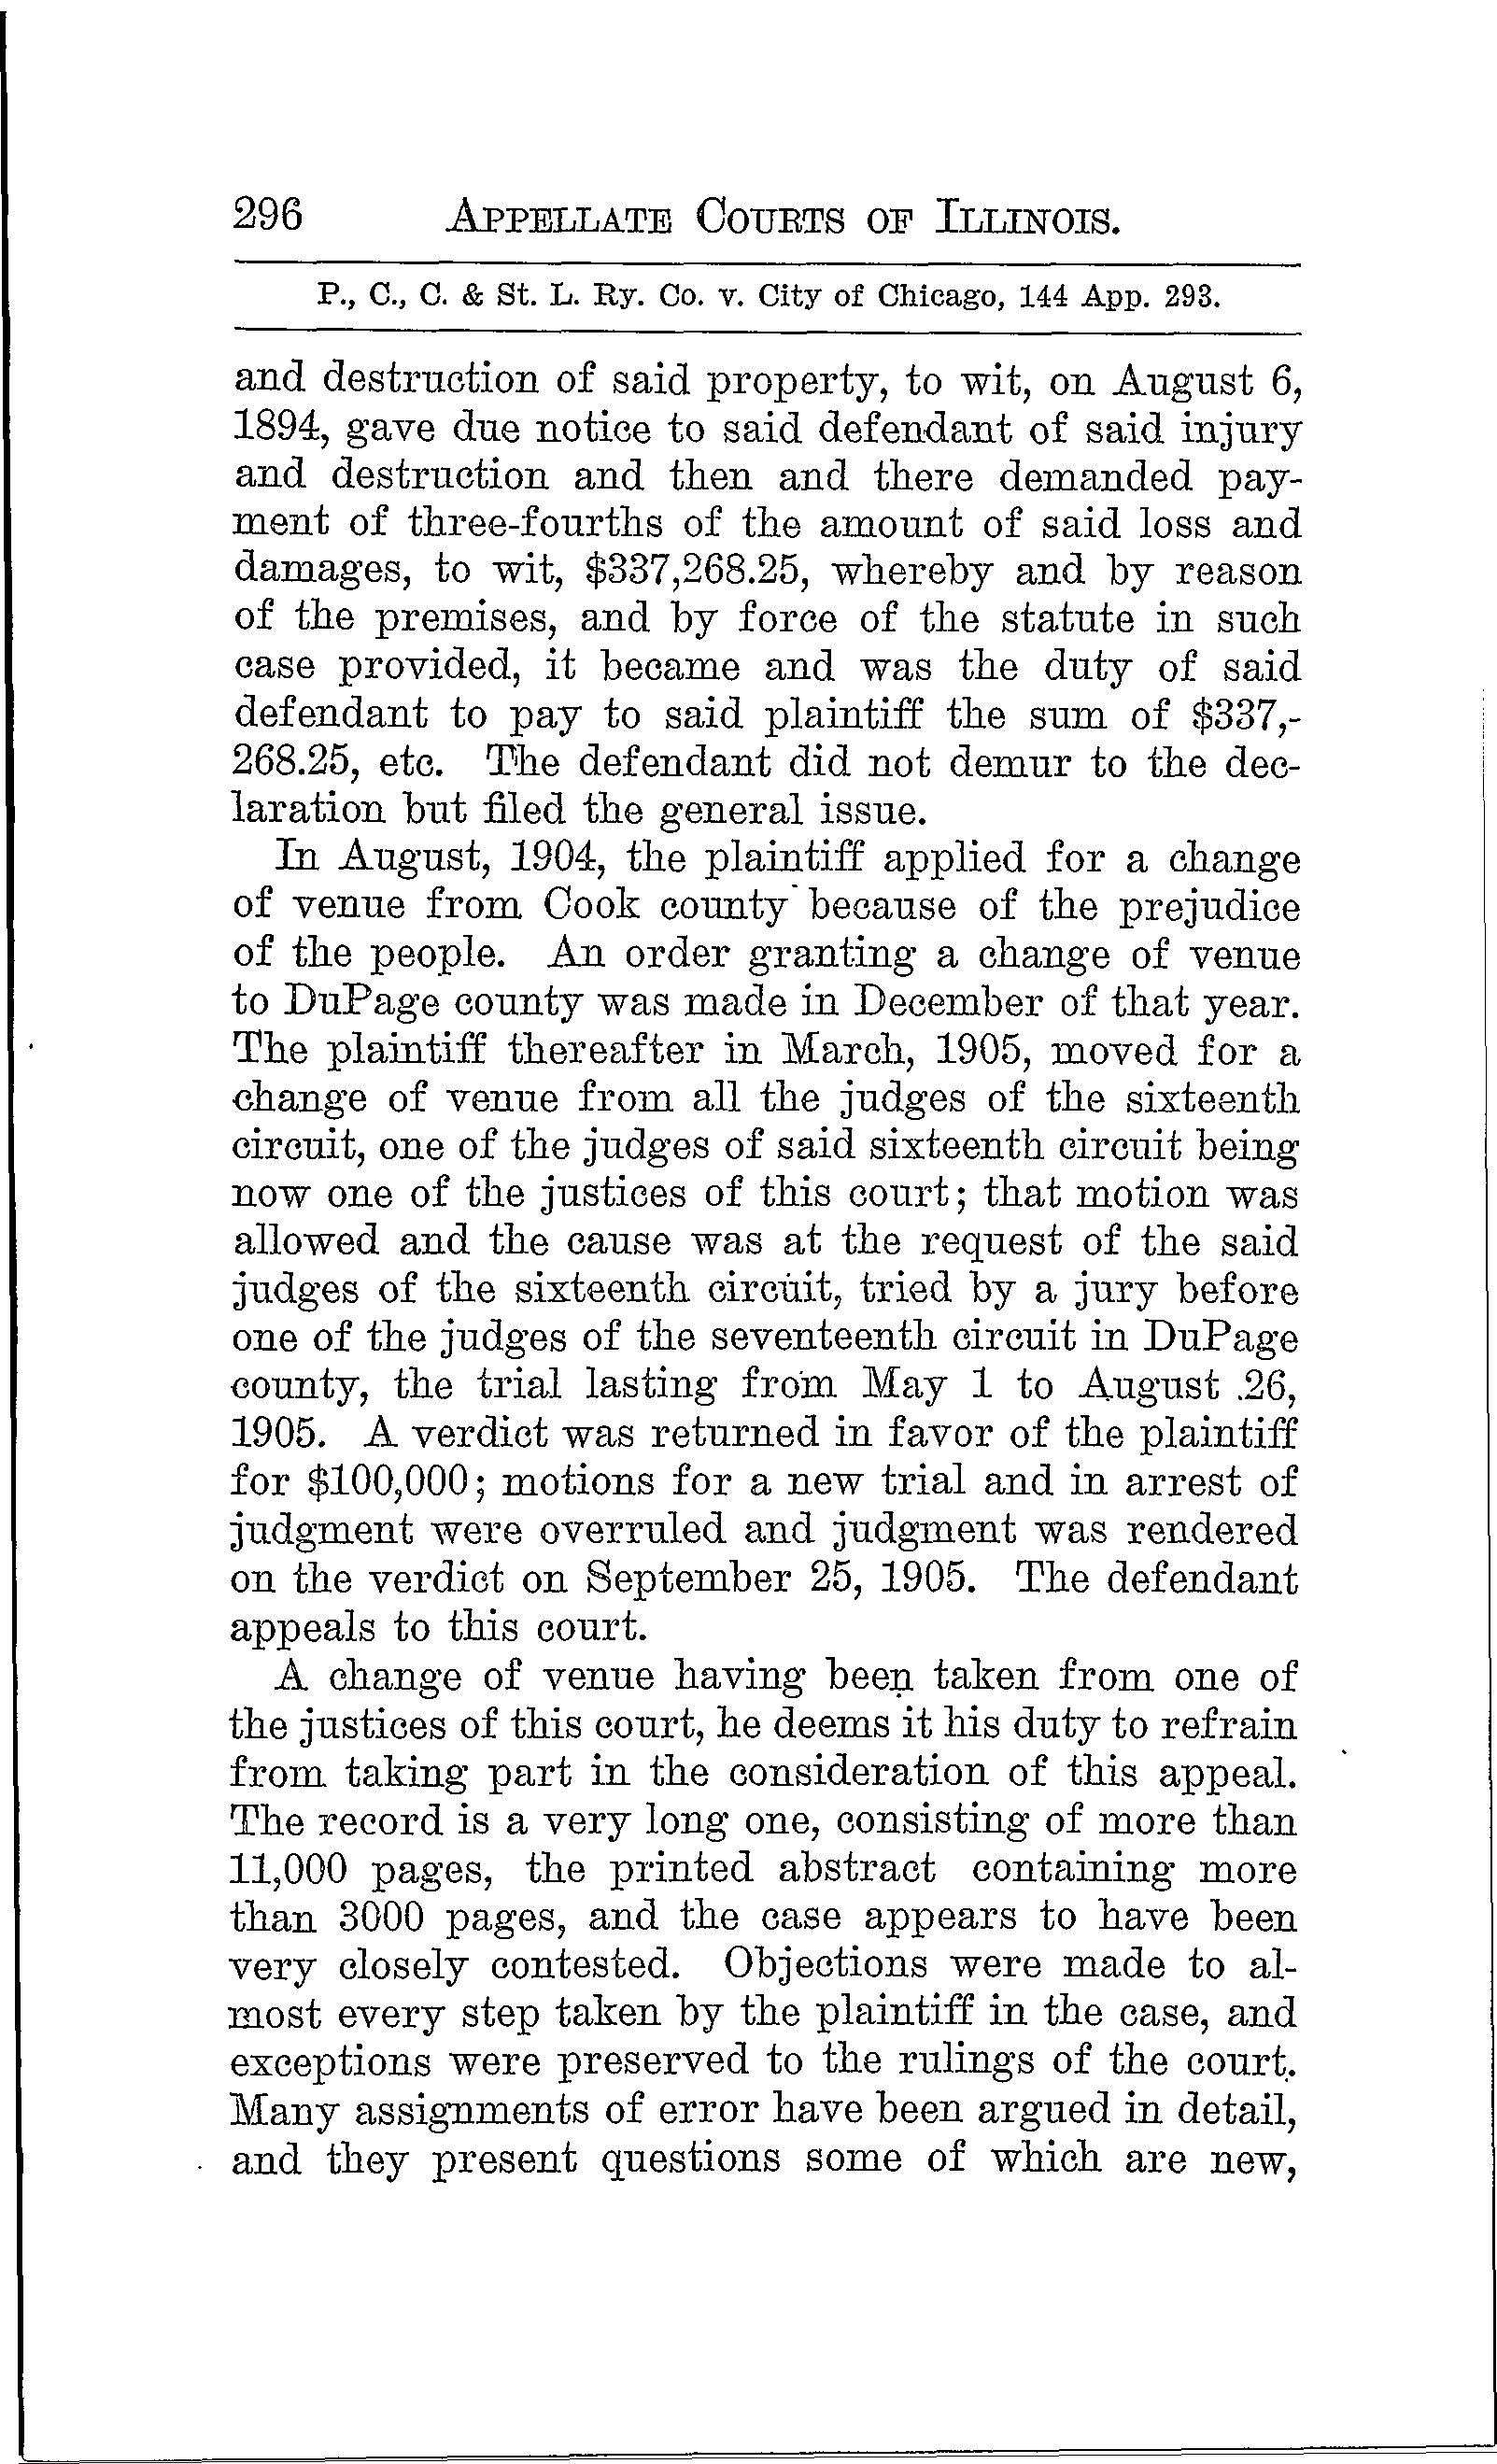 296 APPELLATE COURTS OF ILLINOIS.
P., C., C. & St. L. Ry. Co. v. City of Chicago, 144 App. 293.
and destruction of said property, to wit, on August 6,
1894, gave due notice to said defendant of said injury
and destruction and then and there demanded pay-
ment of three-fourths of the amount of said loss and
damages, to wit, $337,268.25, whereby and by reason
of the premises, and by force of the statute in such
case provided, it became and was the duty of said
defendant to pay to said plaintiff the sum of $337,-
268.25, etc. The defendant did not demur to the dec-
laration but filed the general issue.
In August, 1904, the plaintiff applied for a change
of venue from Cook county because of the prejudice
of the people. An order granting a change of venue
to DuPage county was made in December of that year.
The plaintiff thereafter in March, 1905, moved for a
change of venue from all the judges of the sixteenth
circuit, one of the judges of said sixteenth circuit being
now one of the justices of this court; that motion was
allowed and the cause was at the request of the said
judges of the sixteenth circuit, tried by a jury before
one of the judges of the seventeenth circuit in DuPage
county, the trial lasting from May 1 to August 26,
1905. A verdict was returned in favor of the plaintiff
for $100,000; motions for a new trial and in arrest of
judgment were overruled and judgment was rendered
on the verdict on September 25, 1905. The defendant
appeals to this court.
A change of venue having been taken from one of
the justices of this court, he deems it his duty to refrain
from taking part in the consideration of this appeal.
The record is a very long one, consisting of more than
11,000 pages, the printed abstract containing more
than 3000 pages, and the case appears to have been
very closely contested. Objections were made to al-
most every step taken by the plaintiff in the case, and
exceptions were preserved to the rulings of the court.
Many assignments of error have been argued in detail,
and they present questions some of which are new,